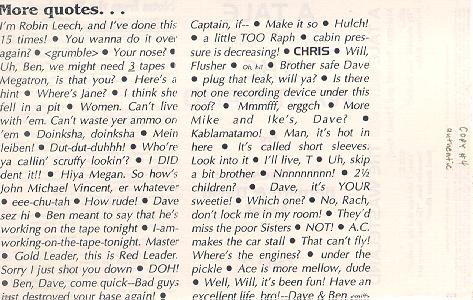 More quotes. . .
I'm Robin Leech, and I've done this
15 times! • You wanna do it over
again? • <grumble> • Your nose? •
Uh, Ben, we might need 3 tapes •
Megatron, is that you? • Here's a
hint • Where's Jane? • I think she
fell in a pit • Women. Can't live
with 'em. Can't waste yer ammo on
'em • Doinksha, doinksha • Mein
leiben! • Dut-dut-duhhh! • Who're
ya callin' scruffy lookin'? • I DID
dent it!! • Hiya Megan. So how's
John Michael Vincent, er whatever
• eee-chu-tah • How rude! • Dave
sez hi • Ben meant to say that he's
working on the tape tonight • I-am-
working-on-the-tape-tonight. Master
• Gold Leader, this is Red Leader.
Sorry I just shot you down • DOH!
• Ben, Dave, come quick--Bad guys
just destroyed your base again! •
Captain, if-- • Make it so • Hu!ch!
• a little TOO Raph • cabin pres-
sure is decreasing! • CHRIS • Will,
Flusher • Oh, hi! • Brother safe Dave
• plug that leak, will ya? • Is there
not one recording device under this
roof? • Mmmfff, erggch • More
Mike and Ike's, Dave? •
Kablamatamo! • Man, it's hot in
here • It's called short sleeves.
Look into it • I'll live, T • Uh, skip
a bit brother • Nnnnnnnn! • 2½
children? • Dave, it's YOUR
sweetie! • Which one? • No, Rach,
don't lock me in my room! • They'd
miss the poor Sisters • NOT! • A.C.
makes the car stall • That can't fly!
Where's the engines? • under the
pickle • Ace is more mellow, dude
• Well, Will, it's been fun! Have an
excellent life, bro!--Dave & Ben
COPY #4
authentic